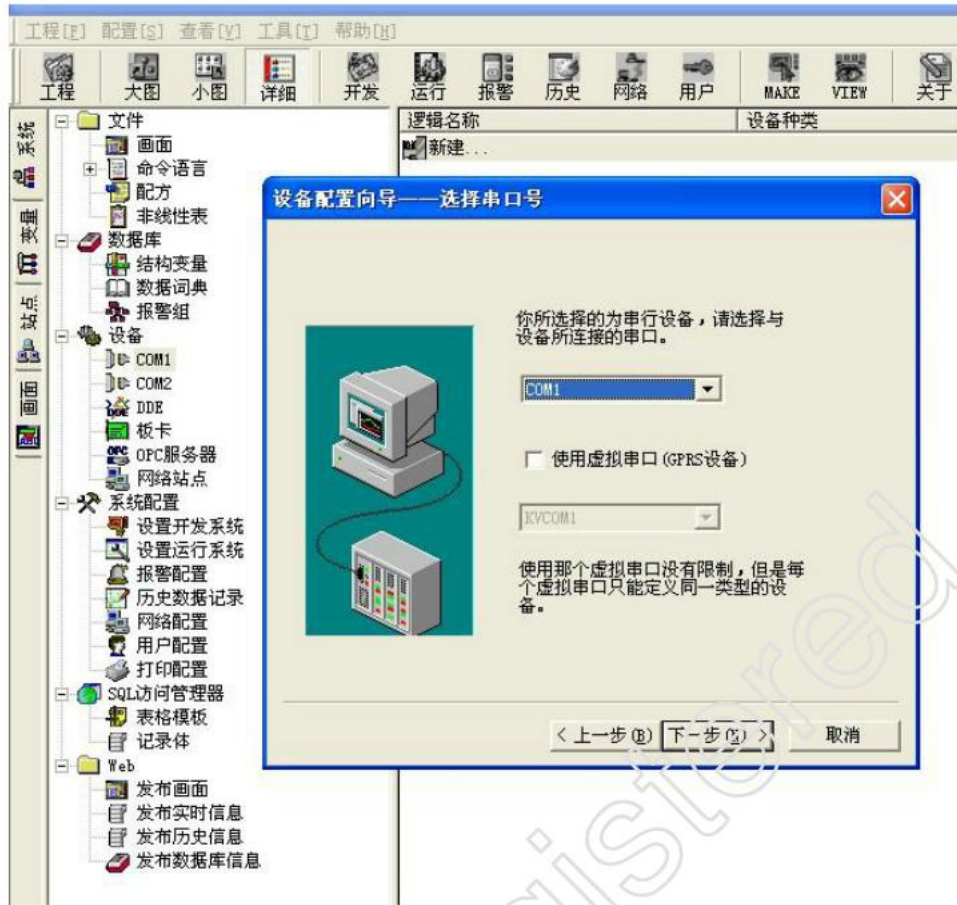 工程[F] 配置[S] 查看[V] 工具[T] 帮助[H]
工程 大图 小图 详细 开发 运行 报警 历史 网络 用户 MAKE VIEW 关于
系统
变量
站点
画面
文件
画面
命令语言
配方
非线性表
数据库
结构变量
数据词典
报警组
设备
COM1
COM2
DDE
板卡
OPC服务器
网络站点
系统配置
设置开发系统
设置运行系统
报警配置
历史数据记录
网络配置
用户配置
打印配置
SQL访问管理器
表格模板
记录体
Web
发布画面
发布实时信息
发布历史信息
发布数据库信息
逻辑名称 设备种类
新建...
设备配置向导——选择串口号
你所选择的为串行设备，请选择与
设备所连接的串口。
COM1
使用虚拟串口(GPRS设备)
KVCOM1
使用那个虚拟串口没有限制，但是每
个虚拟串口只能定义同一类型的设
备。
<上一步(B) 下一步(N)> 取消